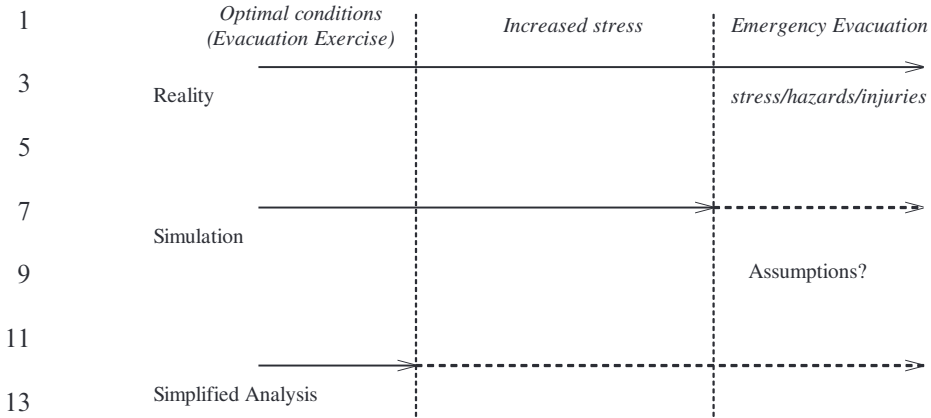 1
Optimal conditions
(Evacuation Exercise)
Increased stress
Emergency Evacuation
3
Reality
stress/hazards/injuries
5
7
Simulation
9
Assumptions?
11
Simplified Analysis
13